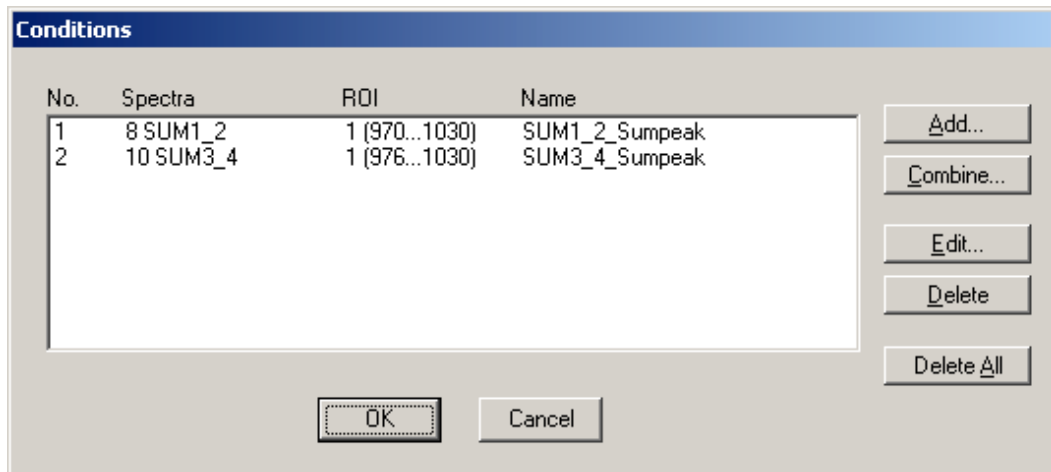 Conditions
No. Spectra ROI Name
1 8 SUM1_2 1 (970...1030) SUM1_2_Sumpeak
2 10 SUM3_4 1 (976...1030) SUM3_4_Sumpeak
Add...
Combine...
Edit...
Delete
Delete All
OK Cancel